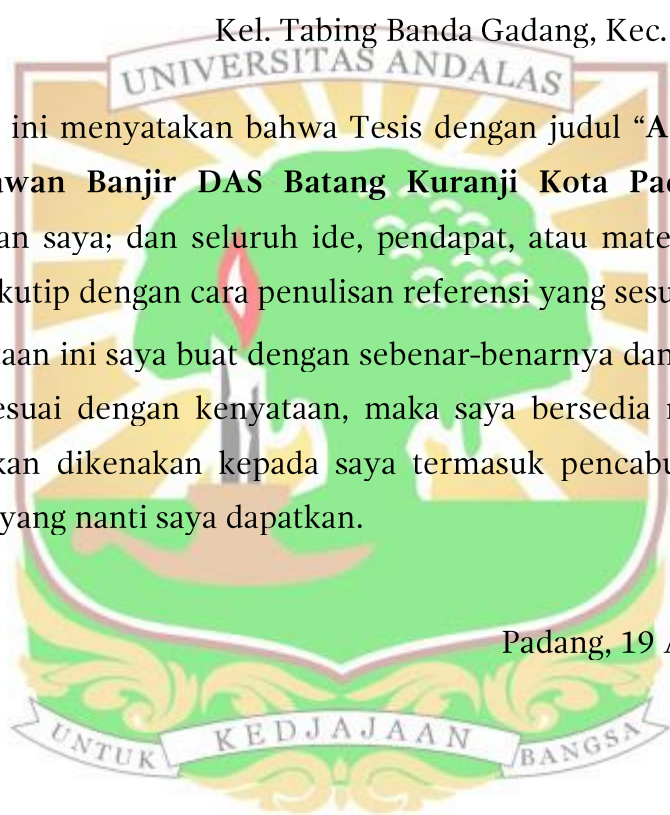 Kel. Tabing Banda Gadang, Kec.
UNIVERSITAS ANDALAS
ini menyatakan bahwa Tesis dengan judul “A
wan Banjir DAS Batang Kuranji Kota Pa
an saya; dan seluruh ide, pendapat, atau mate
kutip dengan cara penulisan referensi yang sesu
taan ini saya buat dengan sebenar-benarnya dan
esuai dengan kenyataan, maka saya bersedia
kan dikenakan kepada saya termasuk pencabu
yang nanti saya dapatkan.
Padang, 19 A
UNTUK KEDJAJAAN BANGSA